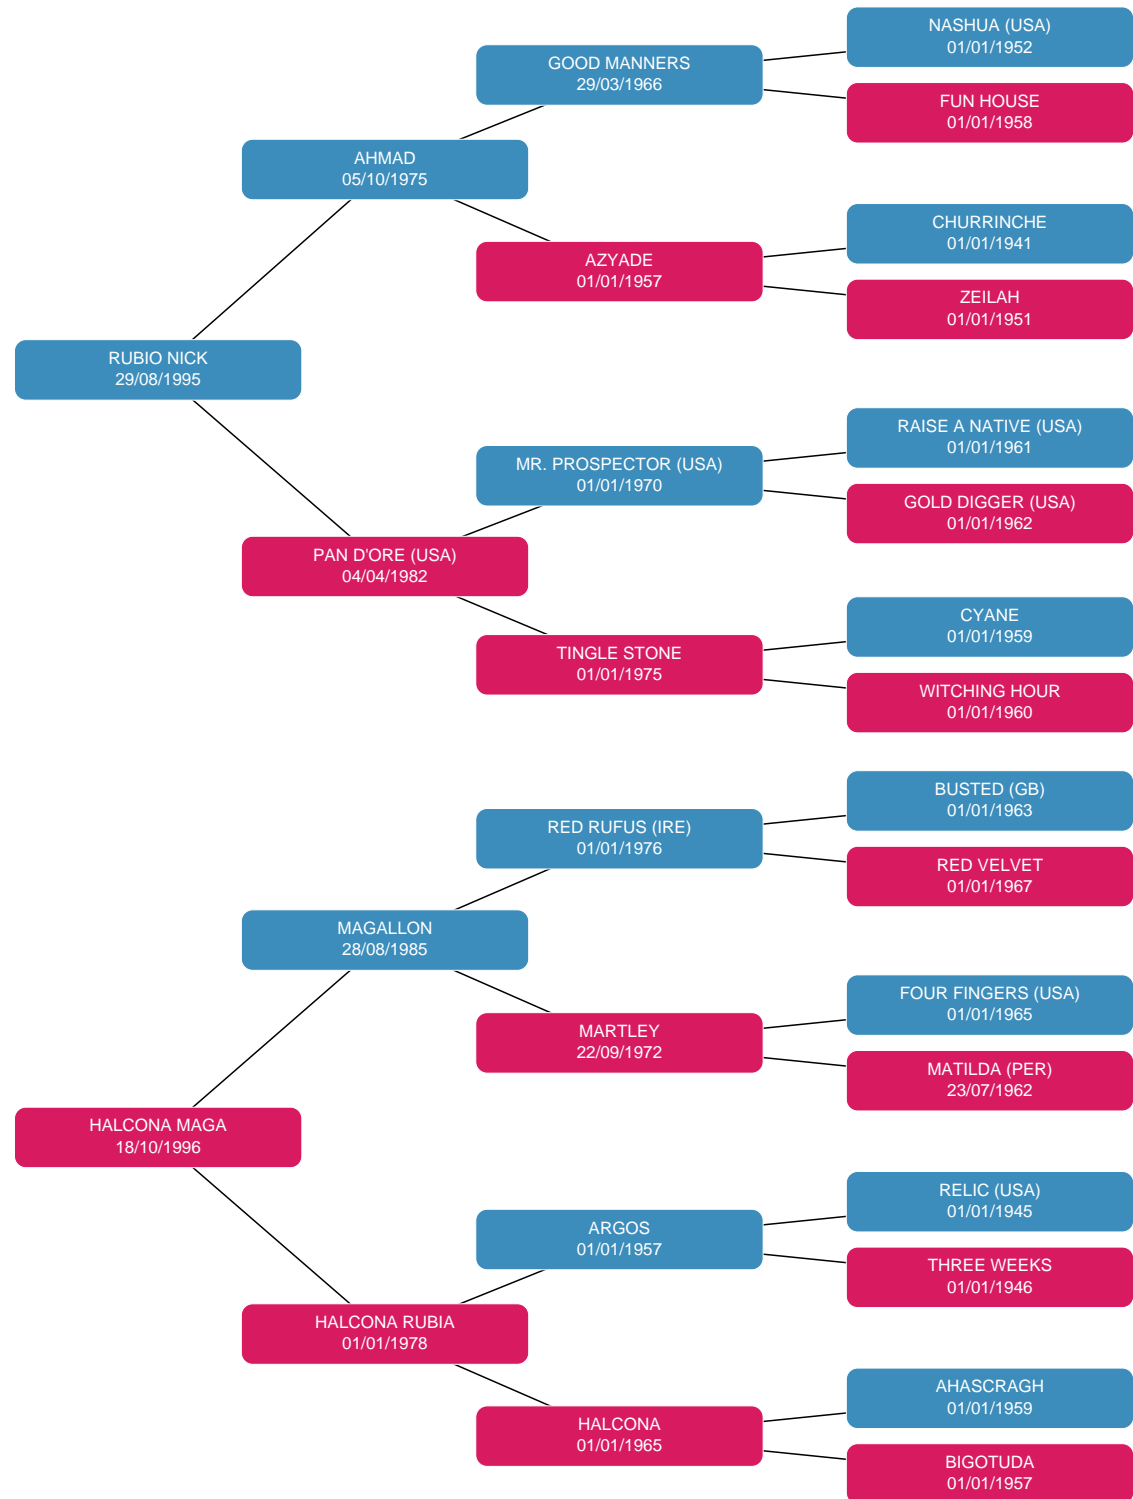 NASHUA (USA)
01/01/1952
GOOD MANNERS
29/03/1966
FUN HOUSE
01/01/1958
AHMAD
05/10/1975
CHURRINCHE
01/01/1941
AZYADE
01/01/1957
ZEILAH
01/01/1951
RUBIO NICK
29/08/1995
RAISE A NATIVE (USA)
01/01/1961
MR. PROSPECTOR (USA)
01/01/1970
GOLD DIGGER (USA)
01/01/1962
PAN D'ORE (USA)
04/04/1982
CYANE
01/01/1959
TINGLE STONE
01/01/1975
WITCHING HOUR
01/01/1960
BUSTED (GB)
01/01/1963
RED RUFUS (IRE)
01/01/1976
RED VELVET
01/01/1967
MAGALLON
28/08/1985
FOUR FINGERS (USA)
01/01/1965
MARTLEY
22/09/1972
MATILDA (PER)
23/07/1962
HALCONA MAGA
18/10/1996
RELIC (USA)
01/01/1945
ARGOS
01/01/1957
THREE WEEKS
01/01/1946
HALCONA RUBIA
01/01/1978
AHASCRAGH
01/01/1959
HALCONA
01/01/1965
BIGOTUDA
01/01/1957